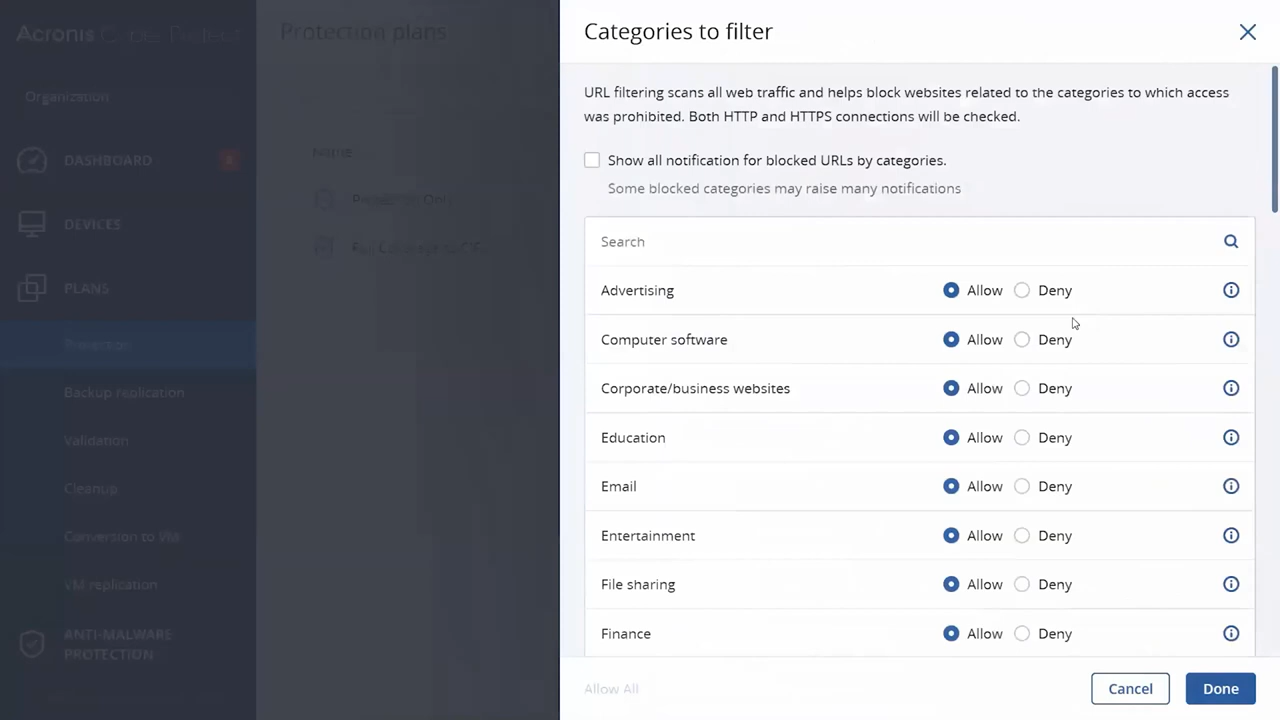 Acronis Cyber Protect
Organization
DASHBOARD
DEVICES
PLANS
Protection
Backup replication
Validation
Cleanup
Conversion to VM
VM replication
ANTI-MALWARE
PROTECTION
Protection plans
Name
Protection Only
Categories to filter
URL filtering scans all web traffic and helps block websites related to the categories to which access
was prohibited. Both HTTP and HTTPS connections will be checked.
Show all notification for blocked URLs by categories.
Some blocked categories may raise many notifications
Search
Advertising Allow Deny
Computer software Allow Deny
Corporate/business websites Allow Deny
Education Allow Deny
Email Allow Deny
Entertainment Allow Deny
File sharing Allow Deny
Finance Allow Deny
Allow All
Cancel
Done